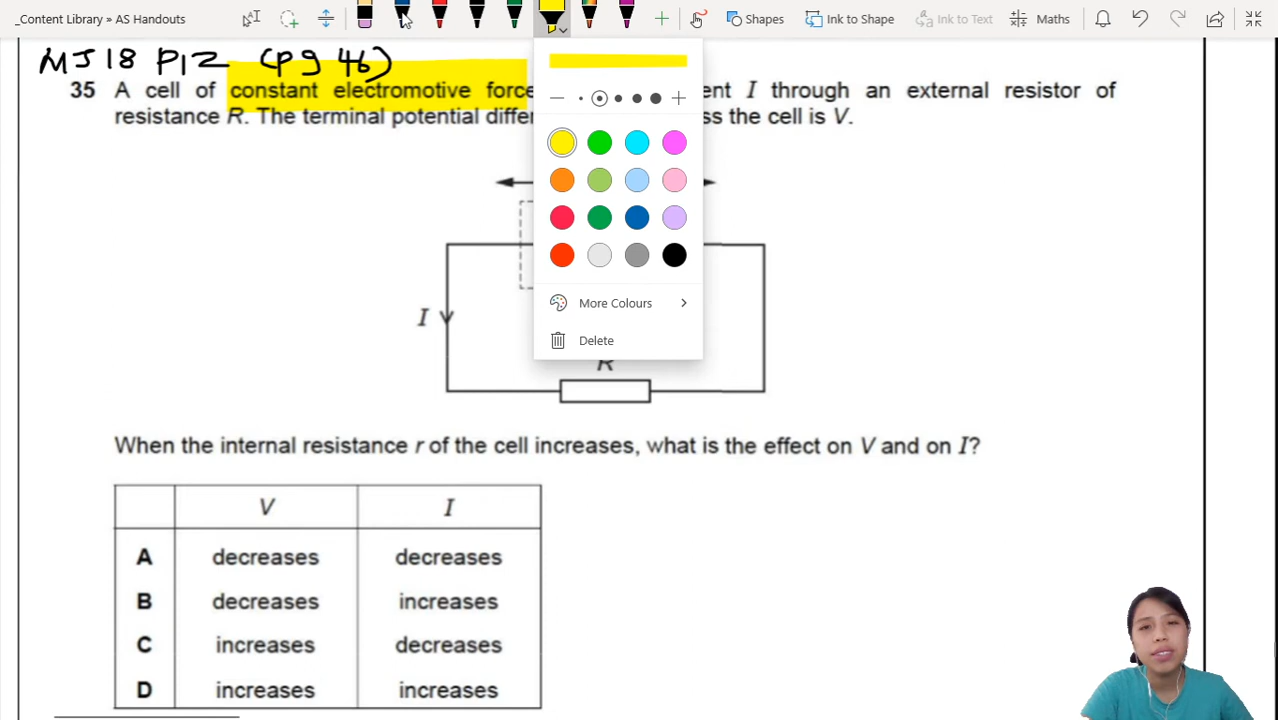 _Content Library » AS Handouts
Shapes
Ink to Shape
Ink to Text
Maths
MJ 18 P12 (pg 46)
35 A cell of constant electromotive force ent I through an external resistor of
resistance R. The terminal potential differ ss the cell is V.
More Colours
Delete
I
R
When the internal resistance r of the cell increases, what is the effect on V and on I?
V I
A decreases decreases
B decreases increases
C increases decreases
D increases increases